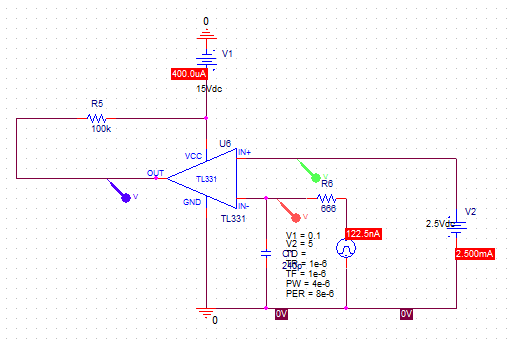 0
V1
400.0uA
15Vdc
R5
100k
U6
VCC
IN+
OUT
TL331
GND
IN-
TL331
V
V
V
R6
666
V2
2.5Vdc
122.5nA
2.500mA
V1 = 0.1
V2 = 5
TD =
TR = 1e-6
TF = 1e-6
PW = 4e-6
PER = 8e-6
240p
0V
0V
0